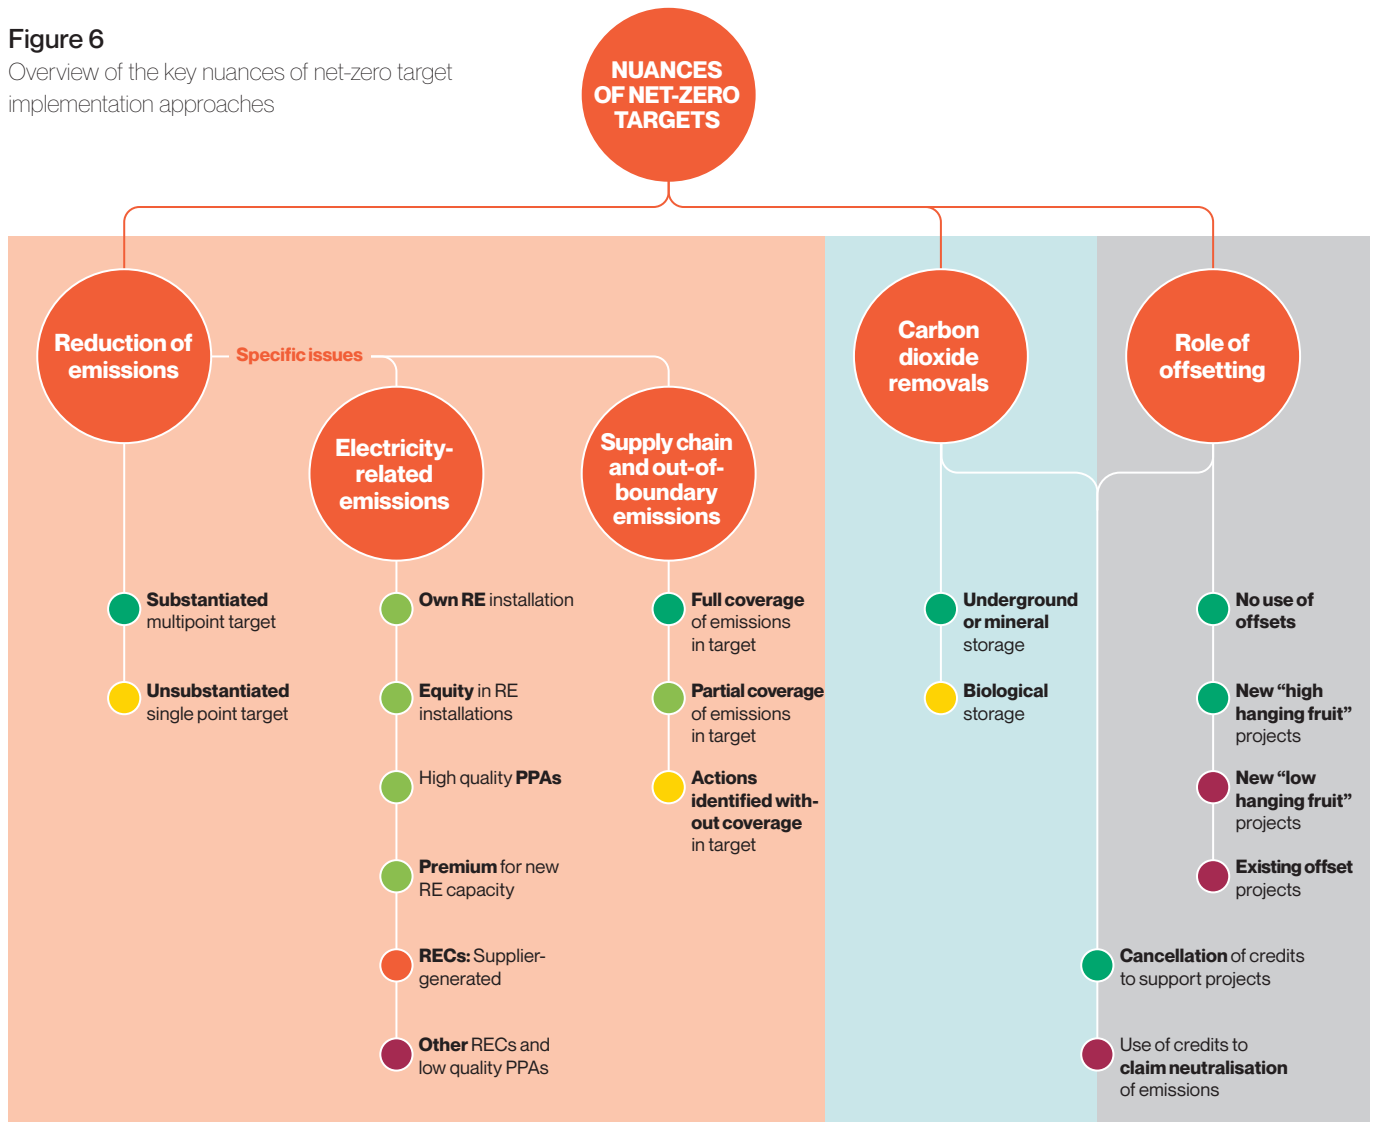 Figure 6
Overview of the key nuances of net-zero target
implementation approaches
NUANCES
OF NET-ZERO
TARGETS
Reduction of
emissions
Specific issues
Electricity-
related
emissions
Supply chain
and out-of-
boundary
emissions
Carbon
dioxide
removals
Role of
offsetting
Substantiated
multipoint target
Unsubstantiated
single point target
Own RE installation
Equity in RE
installations
High quality PPAs
Premium for new
RE capacity
RECs: Supplier-
generated
Other RECs and
low quality PPAs
Full coverage
of emissions
in target
Partial coverage
of emissions
in target
Actions
identified with-
out coverage
in target
Underground
or mineral
storage
Biological
storage
No use of
offsets
New “high
hanging fruit”
projects
New “low
hanging fruit”
projects
Existing offset
projects
Cancellation of credits
to support projects
Use of credits to
claim neutralisation
of emissions